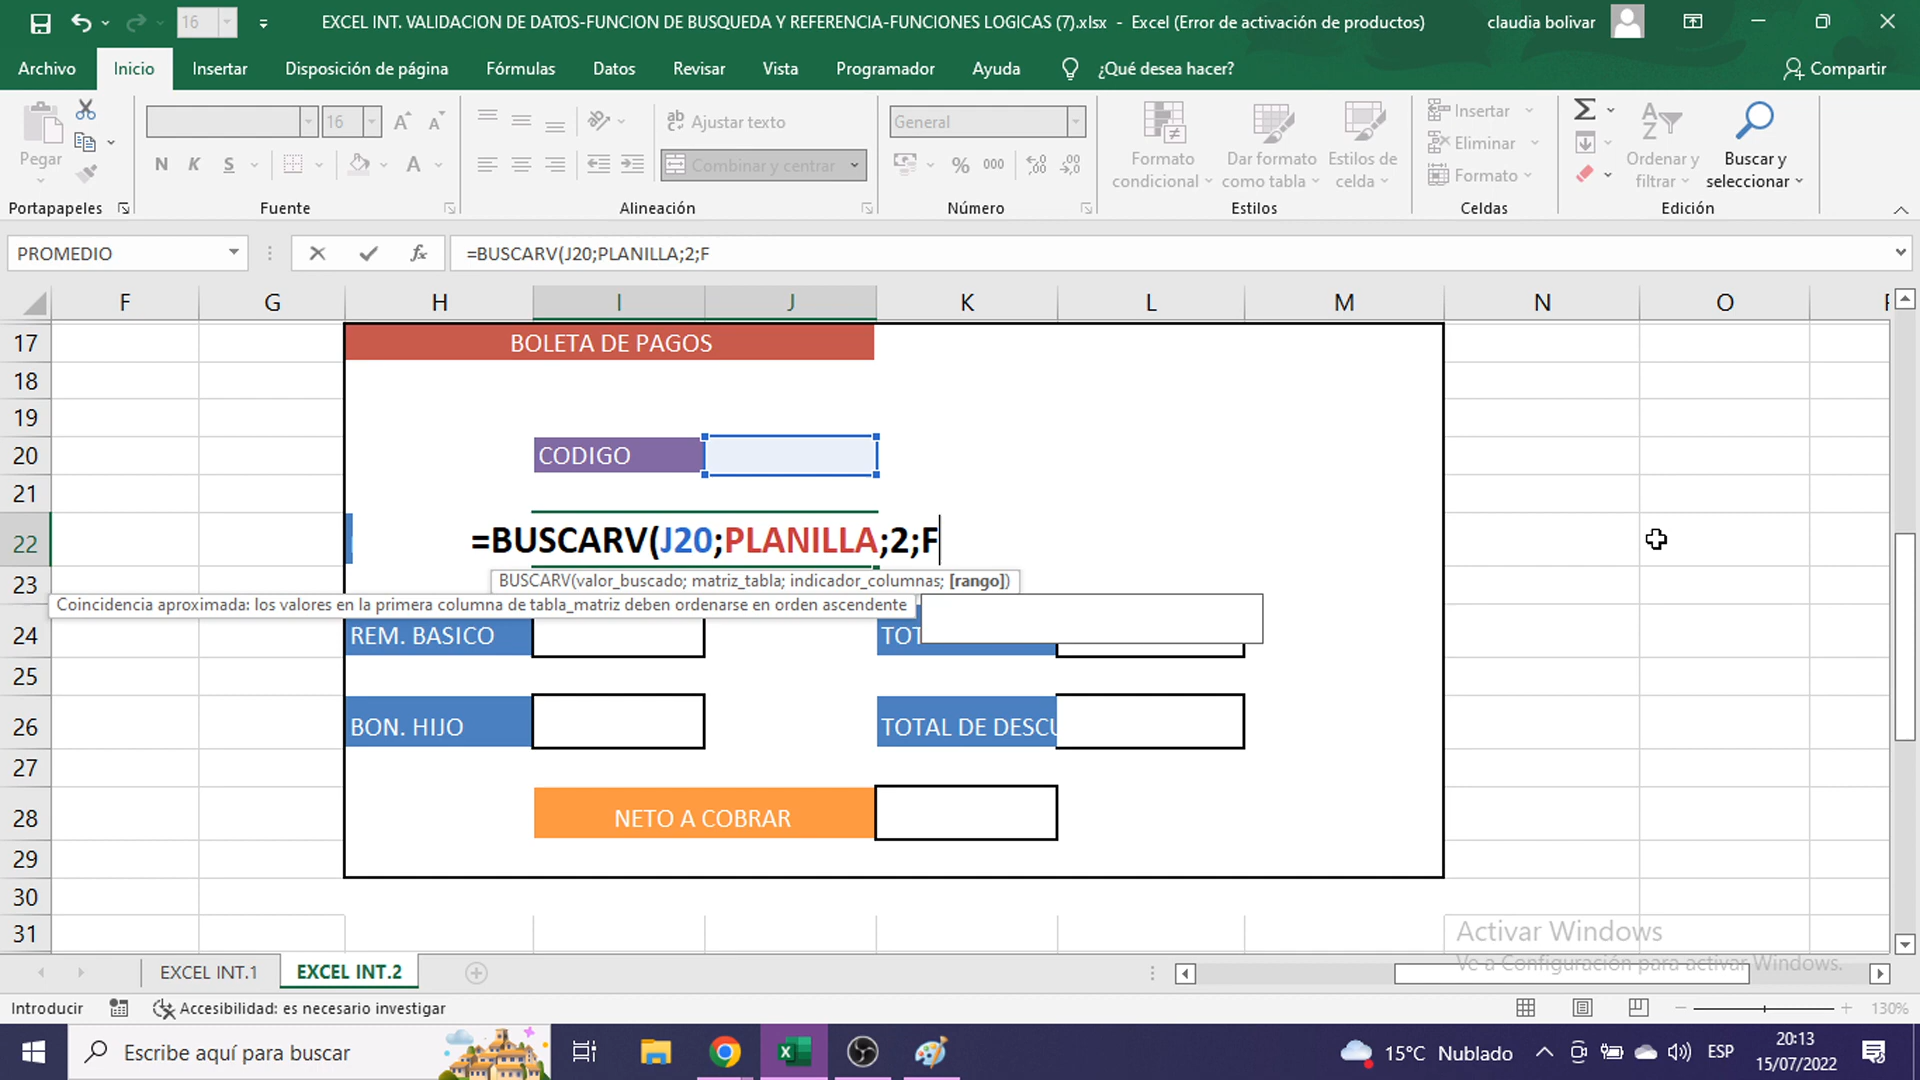 16
EXCEL INT. VALIDACION DE DATOS-FUNCION DE BUSQUEDA Y REFERENCIA-FUNCIONES LOGICAS (7).xlsx - Excel (Error de activación de productos)
claudia bolivar
Archivo Inicio Insertar Disposición de página Fórmulas Datos Revisar Vista Programador Ayuda ¿Qué desea hacer? Compartir
Pegar
16
N K S
Ajustar texto
Combinar y centrar
General
% 000
Formato condicional
Dar formato como tabla
Estilos de celda
Insertar
Eliminar
Formato
Ordenar y filtrar
Buscar y seleccionar
Portapapeles Fuente Alineación Número Estilos Celdas Edición
PROMEDIO
fx
=BUSCARV(J20;PLANILLA;2;F
F G H I J K L M N O
17 BOLETA DE PAGOS
18
19
20 CODIGO
21
22 =BUSCARV(J20;PLANILLA;2;F
BUSCARV(valor_buscado; matriz_tabla; indicador_columnas; [rango])
23
Coincidencia aproximada: los valores en la primera columna de tabla_matriz deben ordenarse en orden ascendente
24 REM. BASICO TOT
25
26 BON. HIJO TOTAL DE DESCU
27
28 NETO A COBRAR
29
30
31
Activar Windows
Ve a Configuración para activar Windows.
EXCEL INT.1 EXCEL INT.2
Introducir
Accesibilidad: es necesario investigar
130%
Escribe aquí para buscar
15°C Nublado
ESP
20:13
15/07/2022